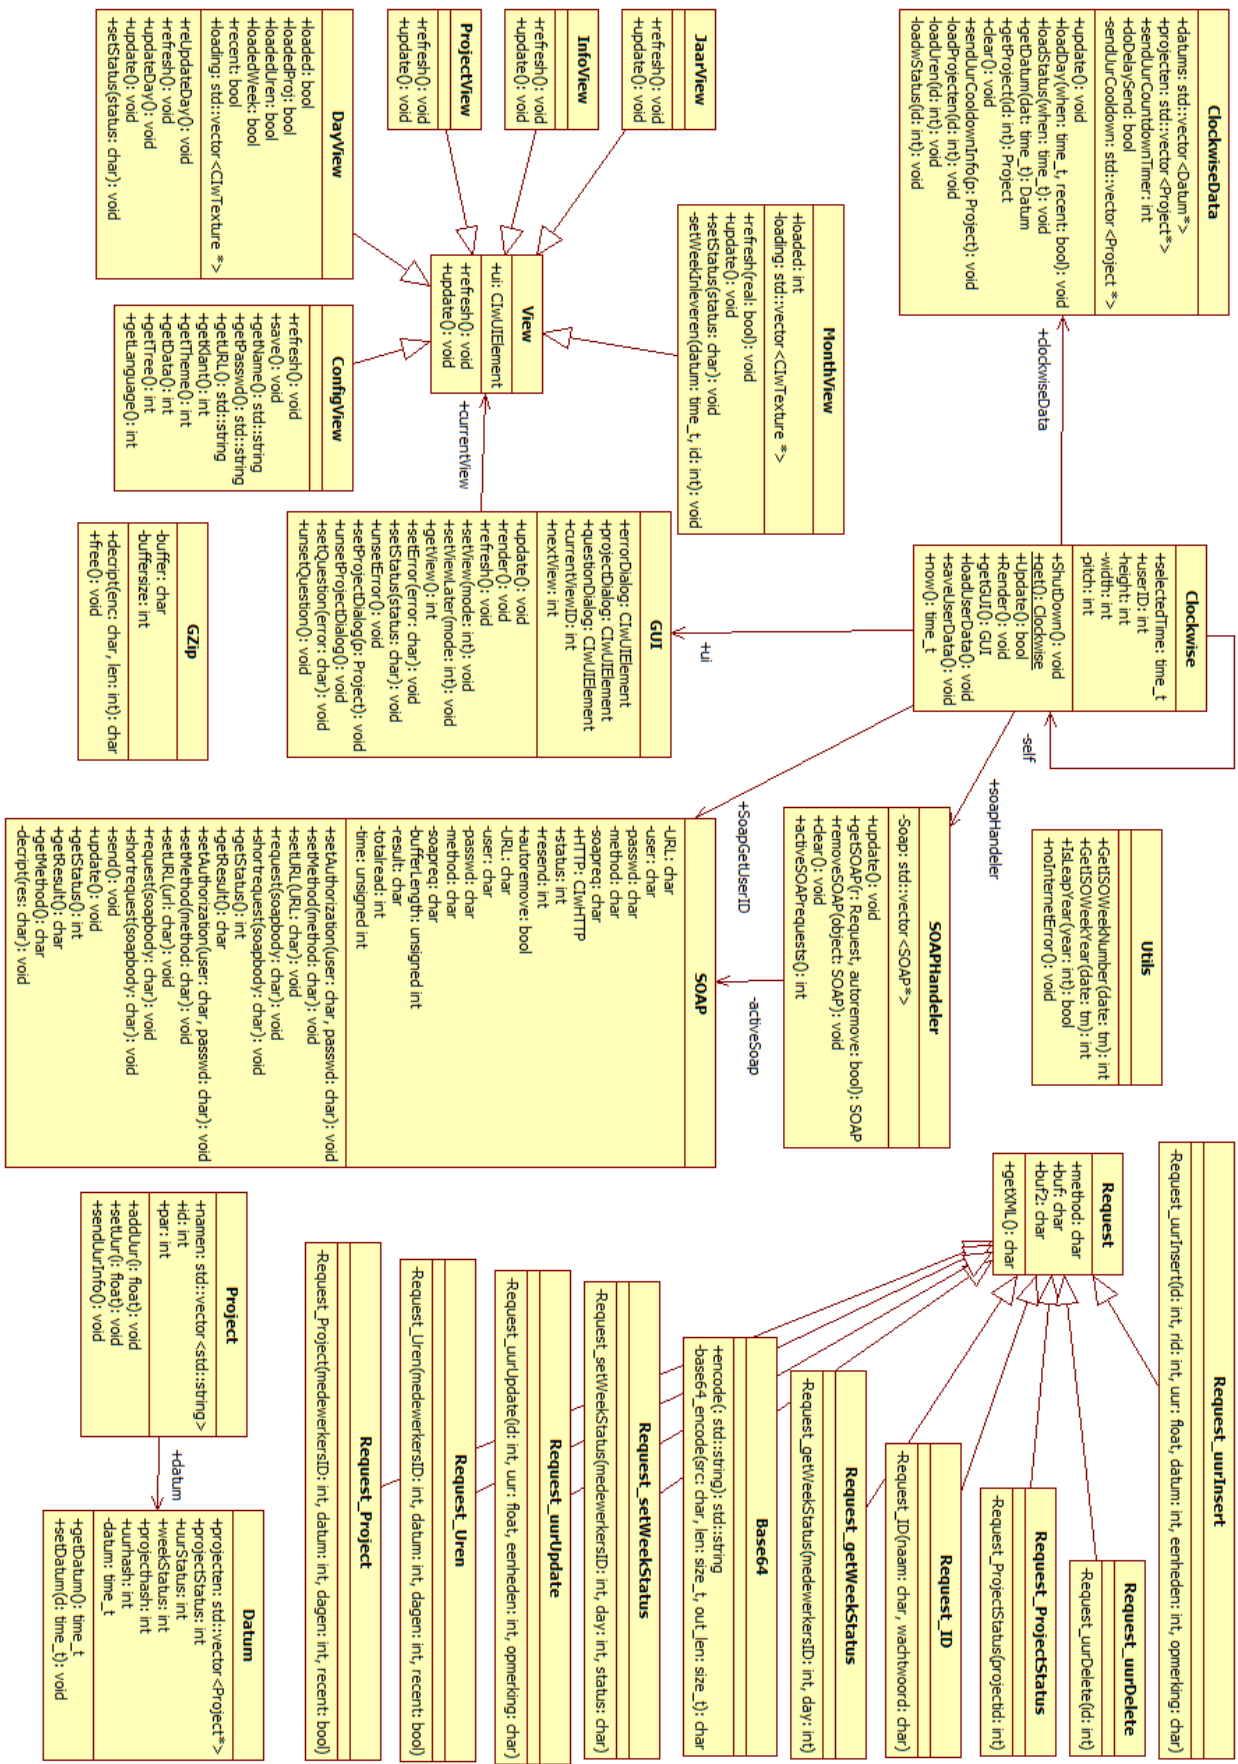 ClockwiseData
+datums: std::vector<Datum*>
+projecten: std::vector<Project*>
+sendUurCountdownTimer: int
+doDelaySend: bool
-sendUurCooldown: std::vector<Project *>
+update(): void
+loadDay(when: time_t, recent: bool): void
+loadStatus(when: time_t): void
+getDatum(dat: time_t): Datum
+getProject(id: int): Project
+clear(): void
+sendUurCooldownInfo(p: Project): void
-loadProjecten(id: int): void
-loadUren(id: int): void
-loadwStatus(id: int): void
+clockwiseData
Clockwise
+selectedTime: time_t
+userID: int
-height: int
-width: int
-pitch: int
+ShutDown(): void
+get(): Clockwise
+Update(): bool
+Render(): void
+getGUI(): GUI
+loadUserData(): void
+saveUserData(): void
+now(): time_t
-self
+soapHandeler
+ui
+SoapGetUserID
Utils
+GetISOWeekNumber(date: tm): int
+GetISOWeekYear(date: tm): int
+IsLeapYear(year: int): bool
+noInternetError(): void
Request_uurInsert
-Request_uurInsert(id: int, rid: int, uur: float, datum: int, eenheden: int, opmerking: char)
Request
+method: char
+buf: char
+buf2: char
+getXML(): char
Request_uurDelete
-Request_uurDelete(id: int)
Request_ProjectStatus
-Request_ProjectStatus(projectid: int)
Request_ID
-Request_ID(naam: char, wachtwoord: char)
Request_getWeekStatus
-Request_getWeekStatus(medewerkersID: int, day: int)
Base64
+encode(: std::string): std::string
-base64_encode(src: char, len: size_t, out_len: size_t): char
Request_setWeekStatus
-Request_setWeekStatus(medewerkersID: int, day: int, status: char)
Request_uurUpdate
-Request_uurUpdate(id: int, uur: float, eenheden: int, opmerking: char)
Request_Uren
-Request_Uren(medewerkersID: int, datum: int, dagen: int, recent: bool)
Request_Project
-Request_Project(medewerkersID: int, datum: int, dagen: int, recent: bool)
SOAPHandeler
-Soap: std::vector<SOAP*>
+update(): void
+getSOAP(r: Request, autoremove: bool): SOAP
+removeSOAP(object: SOAP): void
+clear(): void
+activeSOAPrequests(): int
-activeSoap
MonthView
+loaded: int
-loading: std::vector<CIwTexture *>
+refresh(real: bool): void
+update(): void
+setStatus(status: char): void
-setWeekInleveren(datum: time_t, id: int): void
JaarView
+refresh(): void
+update(): void
InfoView
+refresh(): void
+update(): void
ProjectView
+refresh(): void
+update(): void
View
+ui: CIwUIElement
+refresh(): void
+update(): void
+currentView
GUI
+errorDialog: CIwUIElement
+projectDialog: CIwUIElement
+questionDialog: CIwUIElement
+currentViewID: int
+nextView: int
+update(): void
+render(): void
+refresh(): void
+setView(mode: int): void
+setViewLater(mode: int): void
+getView(): int
+setError(error: char): void
+setStatus(status: char): void
+unsetError(): void
+setProjectDialog(p: Project): void
+unsetProjectDialog(): void
+setQuestion(error: char): void
+unsetQuestion(): void
SOAP
-URL: char
-user: char
-passwd: char
-method: char
-soapreq: char
+HTTP: CIwHTTP
+status: int
+resend: int
+autoremove: bool
-URL: char
-user: char
-passwd: char
-method: char
-soapreq: char
-bufferLength: unsigned int
-result: char
-totalread: int
-time: unsigned int
+setAuthorization(user: char, passwd: char): void
+setMethod(method: char): void
+setURL(URL: char): void
+request(soapbody: char): void
+shortrequest(soapbody: char): void
+getStatus(): int
+getResult(): char
+setAuthorization(user: char, passwd: char): void
+setMethod(method: char): void
+setURL(url: char): void
+request(soapbody: char): void
+shortrequest(soapbody: char): void
+send(): void
+update(): void
+getStatus(): int
+getResult(): char
+getMethod(): char
-decript(res: char): void
DayView
+loaded: bool
+loadedProj: bool
+loadedUren: bool
+loadedWeek: bool
+recent: bool
+loading: std::vector<CIwTexture *>
+reUpdateDay(): void
+refresh(): void
+updateDay(): void
+update(): void
+setStatus(status: char): void
ConfigView
+refresh(): void
+save(): void
+getName(): std::string
+getPasswd(): std::string
+getURL(): std::string
+getKlant(): int
+getTheme(): int
+getData(): int
+getTree(): int
+getLanguage(): int
GZip
-buffer: char
-buffersize: int
+decript(enc: char, len: int): char
+free(): void
Project
+namen: std::vector<std::string>
+id: int
+par: int
+addUur(i: float): void
+setUur(i: float): void
+sendUurInfo(): void
+datum
Datum
+projecten: std::vector<Project*>
+projectStatus: int
+uurStatus: int
+weekStatus: int
+projecthash: int
+uurhash: int
-datum: time_t
+getDatum(): time_t
+setDatum(d: time_t): void